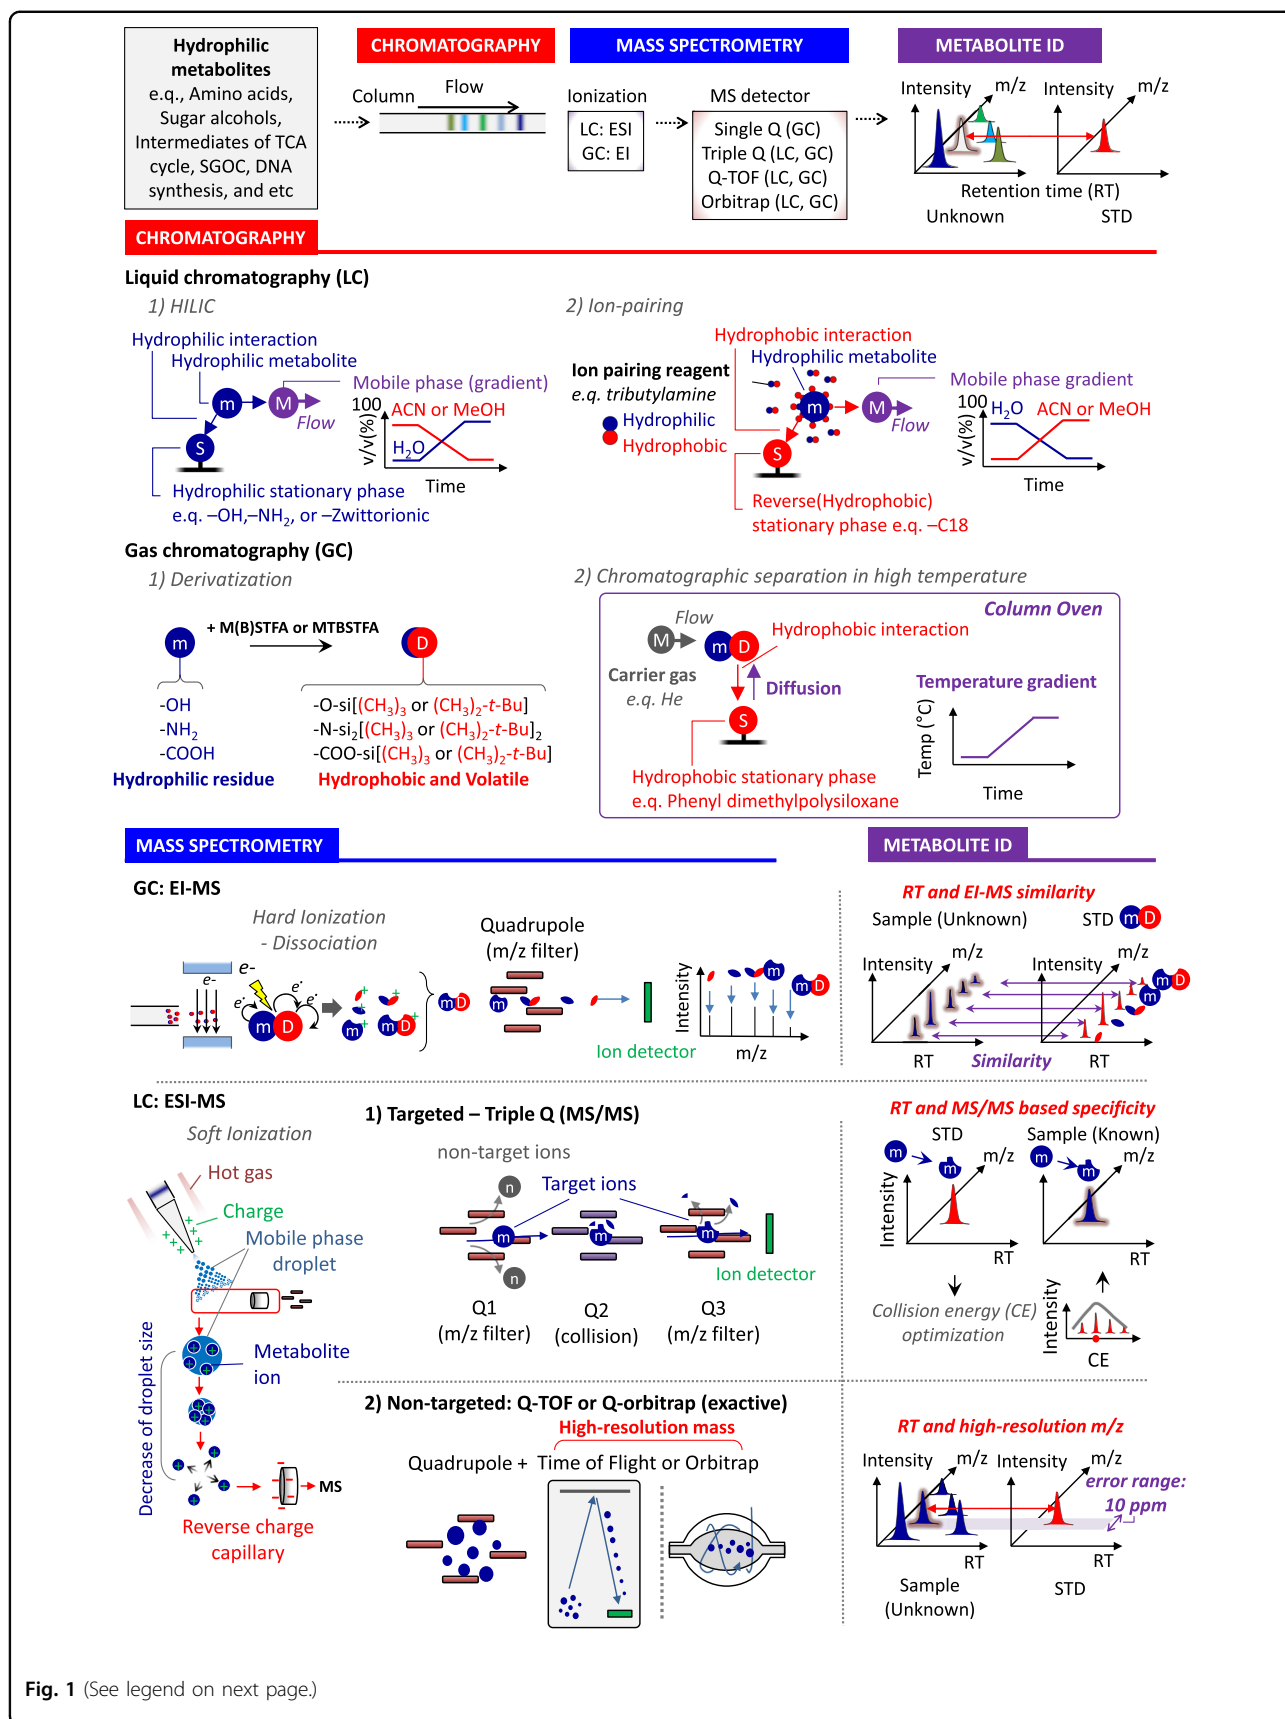 Hydrophilic
metabolites
e.q., Amino acids,
Sugar alcohols,
Intermediates of TCA
cycle, SGOC, DNA
synthesis, and etc
CHROMATOGRAPHY
Column
Flow
MASS SPECTROMETRY
Ionization
LC: ESI
GC: EI
MS detector
Single Q (GC)
Triple Q (LC, GC)
Q-TOF (LC, GC)
Orbitrap (LC, GC)
METABOLITE ID
Intensity
m/z
Intensity
m/z
Retention time (RT)
Unknown
STD
CHROMATOGRAPHY
Liquid chromatography (LC)
1) HILIC
Hydrophilic interaction
Hydrophilic metabolite
m
M
Flow
S
Mobile phase (gradient)
100
ACN or MeOH
H2O
v/v(%)
Time
Hydrophilic stationary phase
e.q. –OH,–NH2, or –Zwittorionic
2) Ion-pairing
Hydrophobic interaction
Hydrophilic metabolite
Ion pairing reagent
e.q. tributylamine
Hydrophilic
Hydrophobic
m
M
Flow
S
Mobile phase gradient
100
H2O
ACN or MeOH
v/v(%)
Time
Reverse(Hydrophobic)
stationary phase e.q. –C18
Gas chromatography (GC)
1) Derivatization
m
+ M(B)STFA or MTBSTFA
D
-OH
-NH2
-COOH
Hydrophilic residue
-O-si[(CH3)3 or (CH3)2-t-Bu]
-N-si2[(CH3)3 or (CH3)2-t-Bu]2
-COO-si[(CH3)3 or (CH3)2-t-Bu]
Hydrophobic and Volatile
2) Chromatographic separation in high temperature
Column Oven
Flow
M
m D
Hydrophobic interaction
Carrier gas
e.q. He
Diffusion
S
Temperature gradient
Temp (°C)
Time
Hydrophobic stationary phase
e.q. Phenyl dimethylpolysiloxane
MASS SPECTROMETRY
METABOLITE ID
GC: EI-MS
Hard Ionization
- Dissociation
e-
e-
e-
e-
e-
m D
+
+
+
+
m
m D
m D
Quadrupole
(m/z filter)
m
Ion detector
Intensity
m
m D
m/z
RT and EI-MS similarity
Sample (Unknown)
STD
m D
Intensity
m/z
Intensity
m/z
m D
m
RT
Similarity
RT
LC: ESI-MS
Soft Ionization
Hot gas
Charge
Mobile phase
droplet
Metabolite
ion
Decrease of droplet size
MS
Reverse charge
capillary
1) Targeted – Triple Q (MS/MS)
non-target ions
n
Target ions
m
m
m
n
Ion detector
Q1
(m/z filter)
Q2
(collision)
Q3
(m/z filter)
RT and MS/MS based specificity
STD
Sample (Known)
m
m
m
m
m/z
m/z
Intensity
RT
RT
Collision energy (CE)
optimization
Intensity
CE
2) Non-targeted: Q-TOF or Q-orbitrap (exactive)
High-resolution mass
Quadrupole + Time of Flight or Orbitrap
RT and high-resolution m/z
Intensity
m/z
Intensity
m/z
error range:
10 ppm
RT
RT
Sample
(Unknown)
STD
Fig. 1 (See legend on next page.)